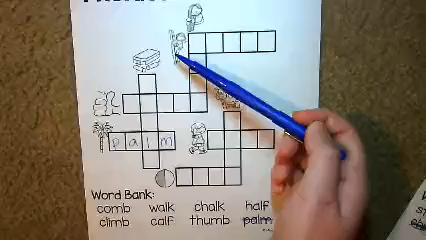 palm
Word Bank:
comb walk chalk half
climb calf thumb palm